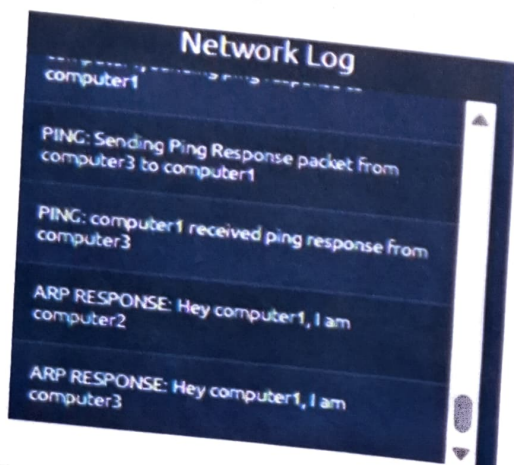 Network Log
computer1
PING: Sending Ping Response packet from
computer3 to computer1
PING: computer1 received ping response from
computer3
ARP RESPONSE: Hey computer1, I am
computer2
ARP RESPONSE: Hey computer1, I am
computer3